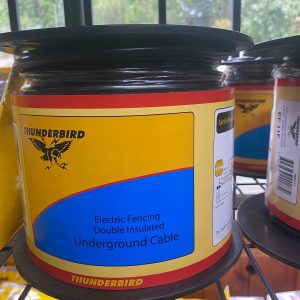 THUNDERBIRD
Electric Fencing
Double Insulated
Underground Cable
THUNDERBIRD